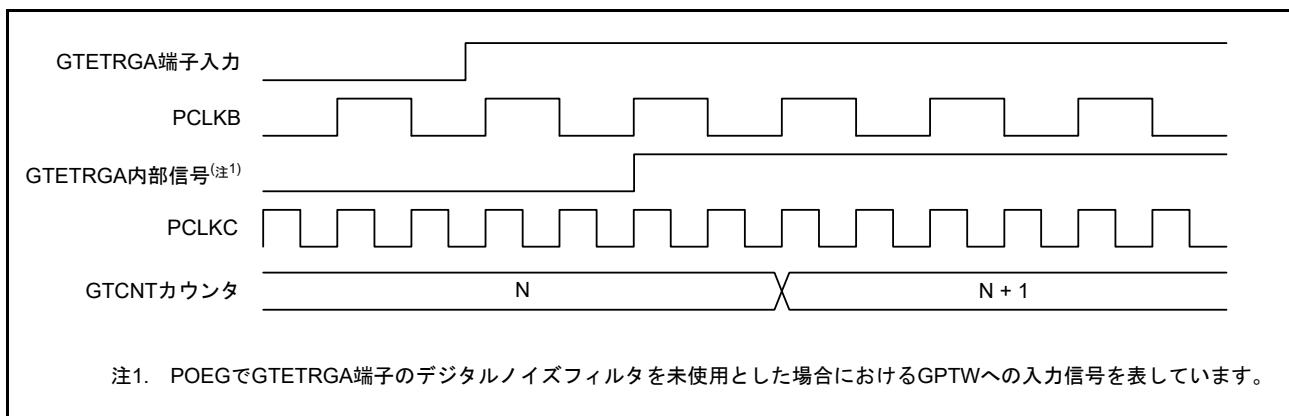 GTETRGA端子入力
PCLKB
GTETRGA内部信号(注1)
PCLKC
GTCNTカウンタ
N
N + 1
注1. POEGでGTETRGA端子のデジタルノイズフィルタを未使用とした場合におけるGPTWへの入力信号を表しています。